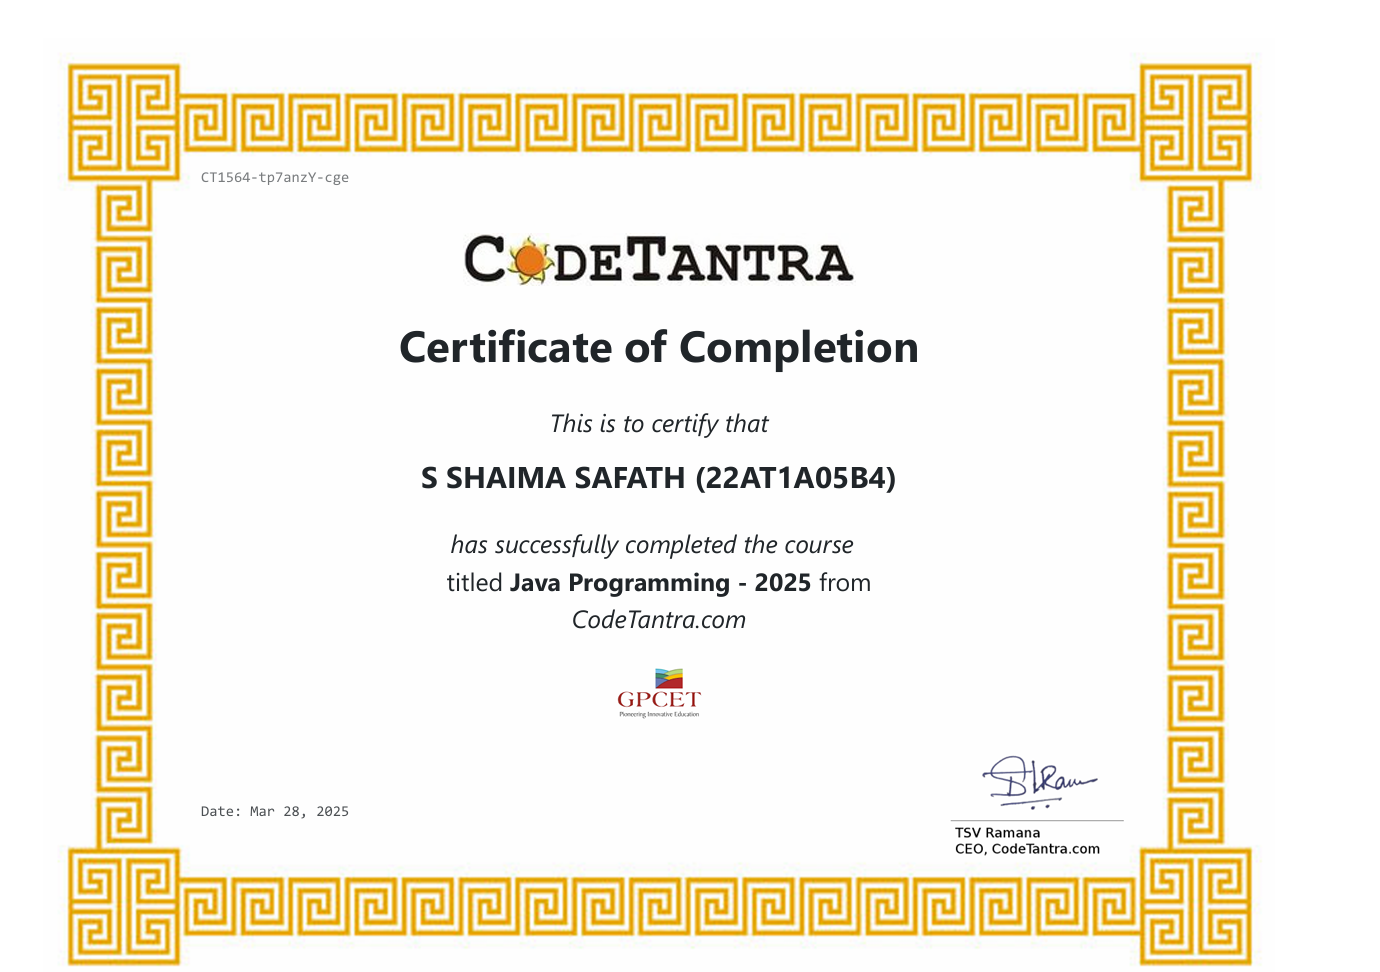 CT1564-tp7anzY-cge
CODETANTRA
Certificate of Completion
This is to certify that
S SHAIMA SAFATH (22AT1A05B4)
has successfully completed the course
titled Java Programming - 2025 from
CodeTantra.com
GPCET
Pioneering Innovative Education
Date: Mar 28, 2025
TSV Ramana
CEO, CodeTantra.com